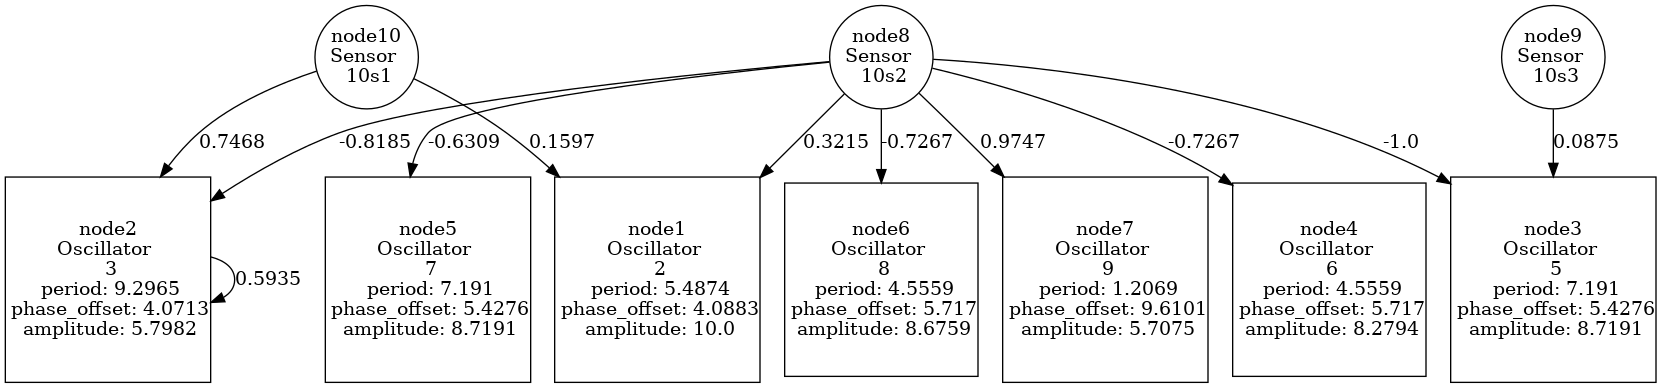 node10
Sensor
10s1
node8
Sensor
10s2
node9
Sensor
10s3
0.7468
-0.8185
-0.6309
0.1597
0.3215
-0.7267
0.9747
-0.7267
-1.0
0.0875
node2
Oscillator
3
period: 9.2965
phase_offset: 4.0713
amplitude: 5.7982
0.5935
node5
Oscillator
7
period: 7.191
phase_offset: 5.4276
amplitude: 8.7191
node1
Oscillator
2
period: 5.4874
phase_offset: 4.0883
amplitude: 10.0
node6
Oscillator
8
period: 4.5559
phase_offset: 5.717
amplitude: 8.6759
node7
Oscillator
9
period: 1.2069
phase_offset: 9.6101
amplitude: 5.7075
node4
Oscillator
6
period: 4.5559
phase_offset: 5.717
amplitude: 8.2794
node3
Oscillator
5
period: 7.191
phase_offset: 5.4276
amplitude: 8.7191